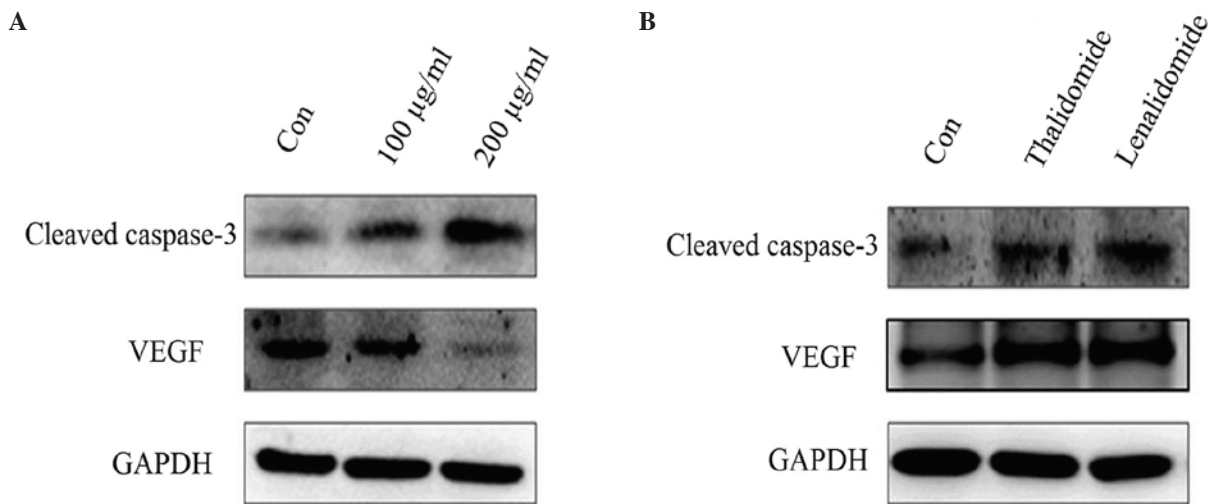 A
Con
100 µg/ml
200 µg/ml
Cleaved caspase-3
VEGF
GAPDH
B
Con
Thalidomide
Lenalidomide
Cleaved caspase-3
VEGF
GAPDH